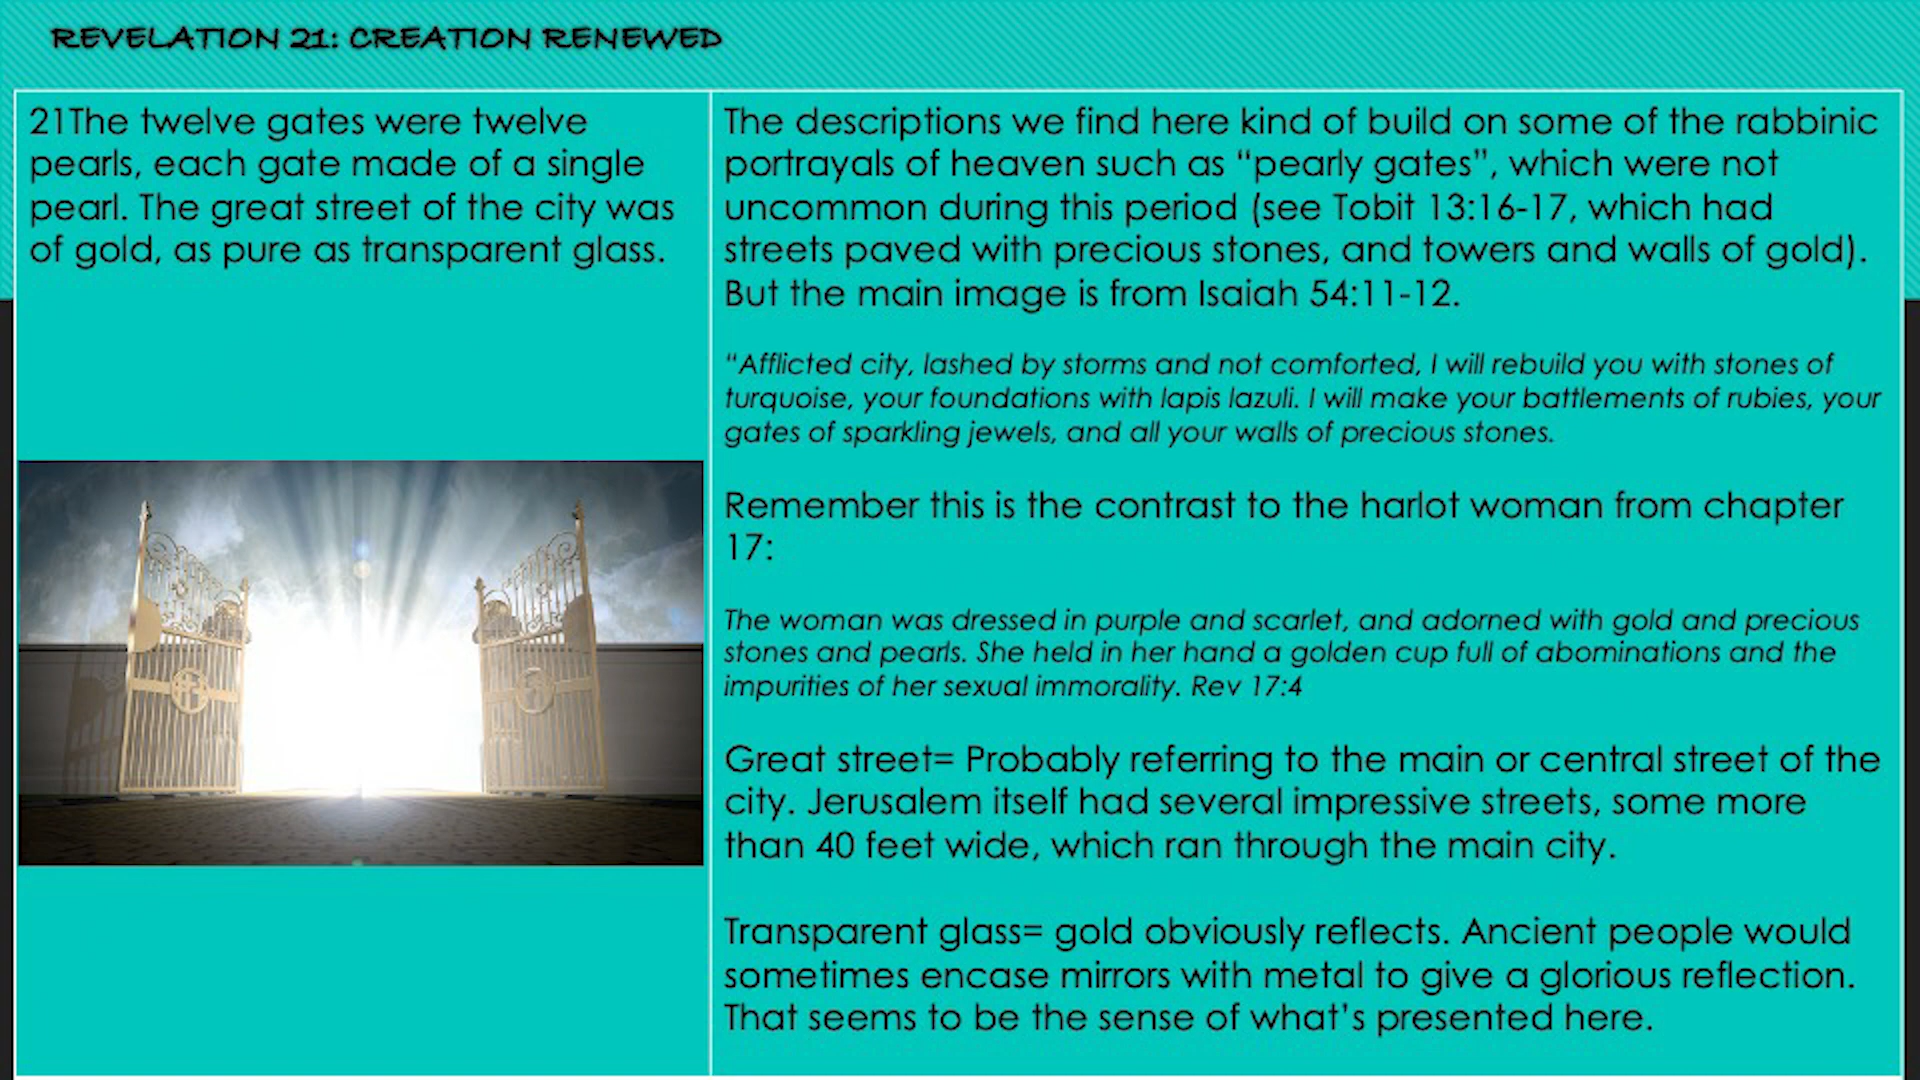 REVELATION 21: CREATION RENEWED
21The twelve gates were twelve
pearls, each gate made of a single
pearl. The great street of the city was
of gold, as pure as transparent glass.
The descriptions we find here kind of build on some of the rabbinic
portrayals of heaven such as “pearly gates”, which were not
uncommon during this period (see Tobit 13:16-17, which had
streets paved with precious stones, and towers and walls of gold).
But the main image is from Isaiah 54:11-12.
“Afflicted city, lashed by storms and not comforted, I will rebuild you with stones of
turquoise, your foundations with lapis lazuli. I will make your battlements of rubies, your
gates of sparkling jewels, and all your walls of precious stones.
Remember this is the contrast to the harlot woman from chapter
17:
The woman was dressed in purple and scarlet, and adorned with gold and precious
stones and pearls. She held in her hand a golden cup full of abominations and the
impurities of her sexual immorality. Rev 17:4
Great street= Probably referring to the main or central street of the
city. Jerusalem itself had several impressive streets, some more
than 40 feet wide, which ran through the main city.
Transparent glass= gold obviously reflects. Ancient people would
sometimes encase mirrors with metal to give a glorious reflection.
That seems to be the sense of what’s presented here.